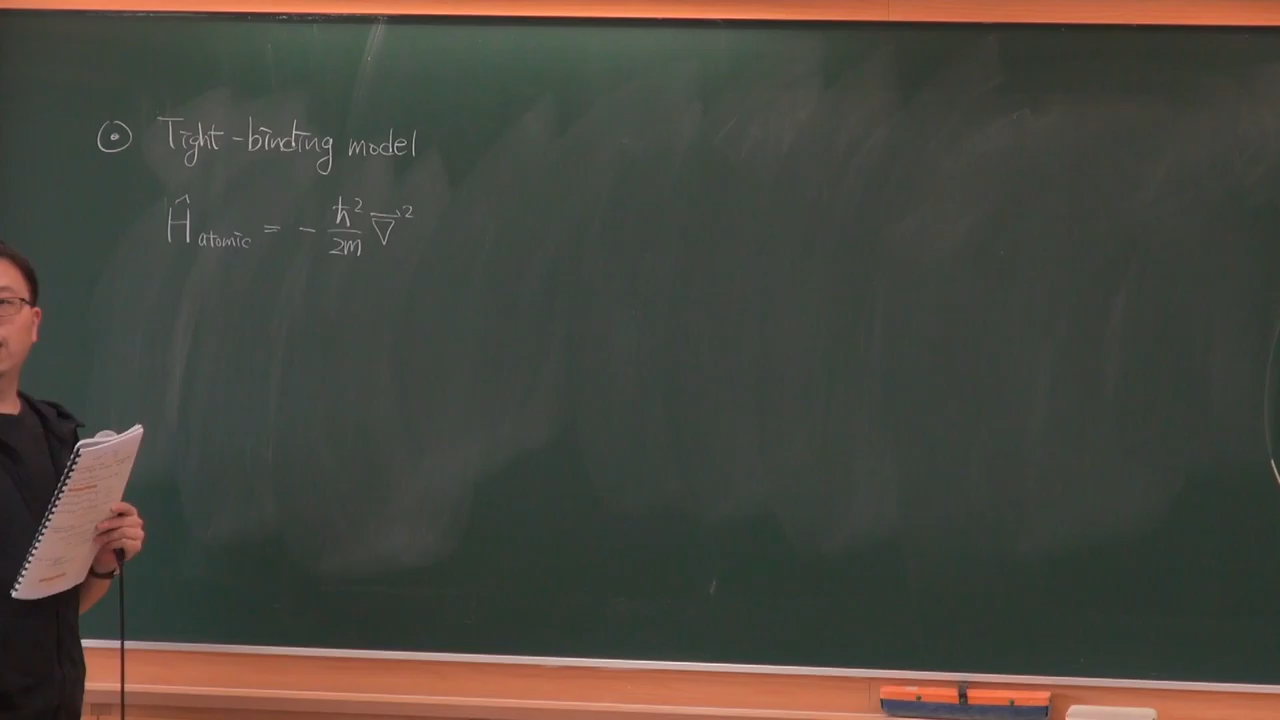 ⊙ Tight-binding model
Ĥ_atomic = - ℏ²/2m ∇⃗²